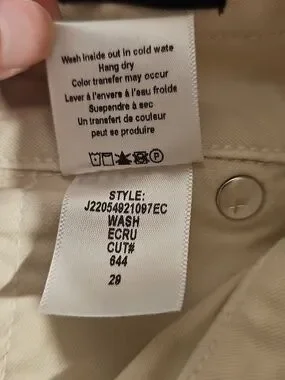 Wash inside out in cold wate
Hang dry
Color transfer may occur
Laver à l'envers à l'eau froide
Suspendre à sec
Un transfert de couleur
peut se produire
P
STYLE:
J22054921097EC
WASH
ECRU
CUT#
644
29